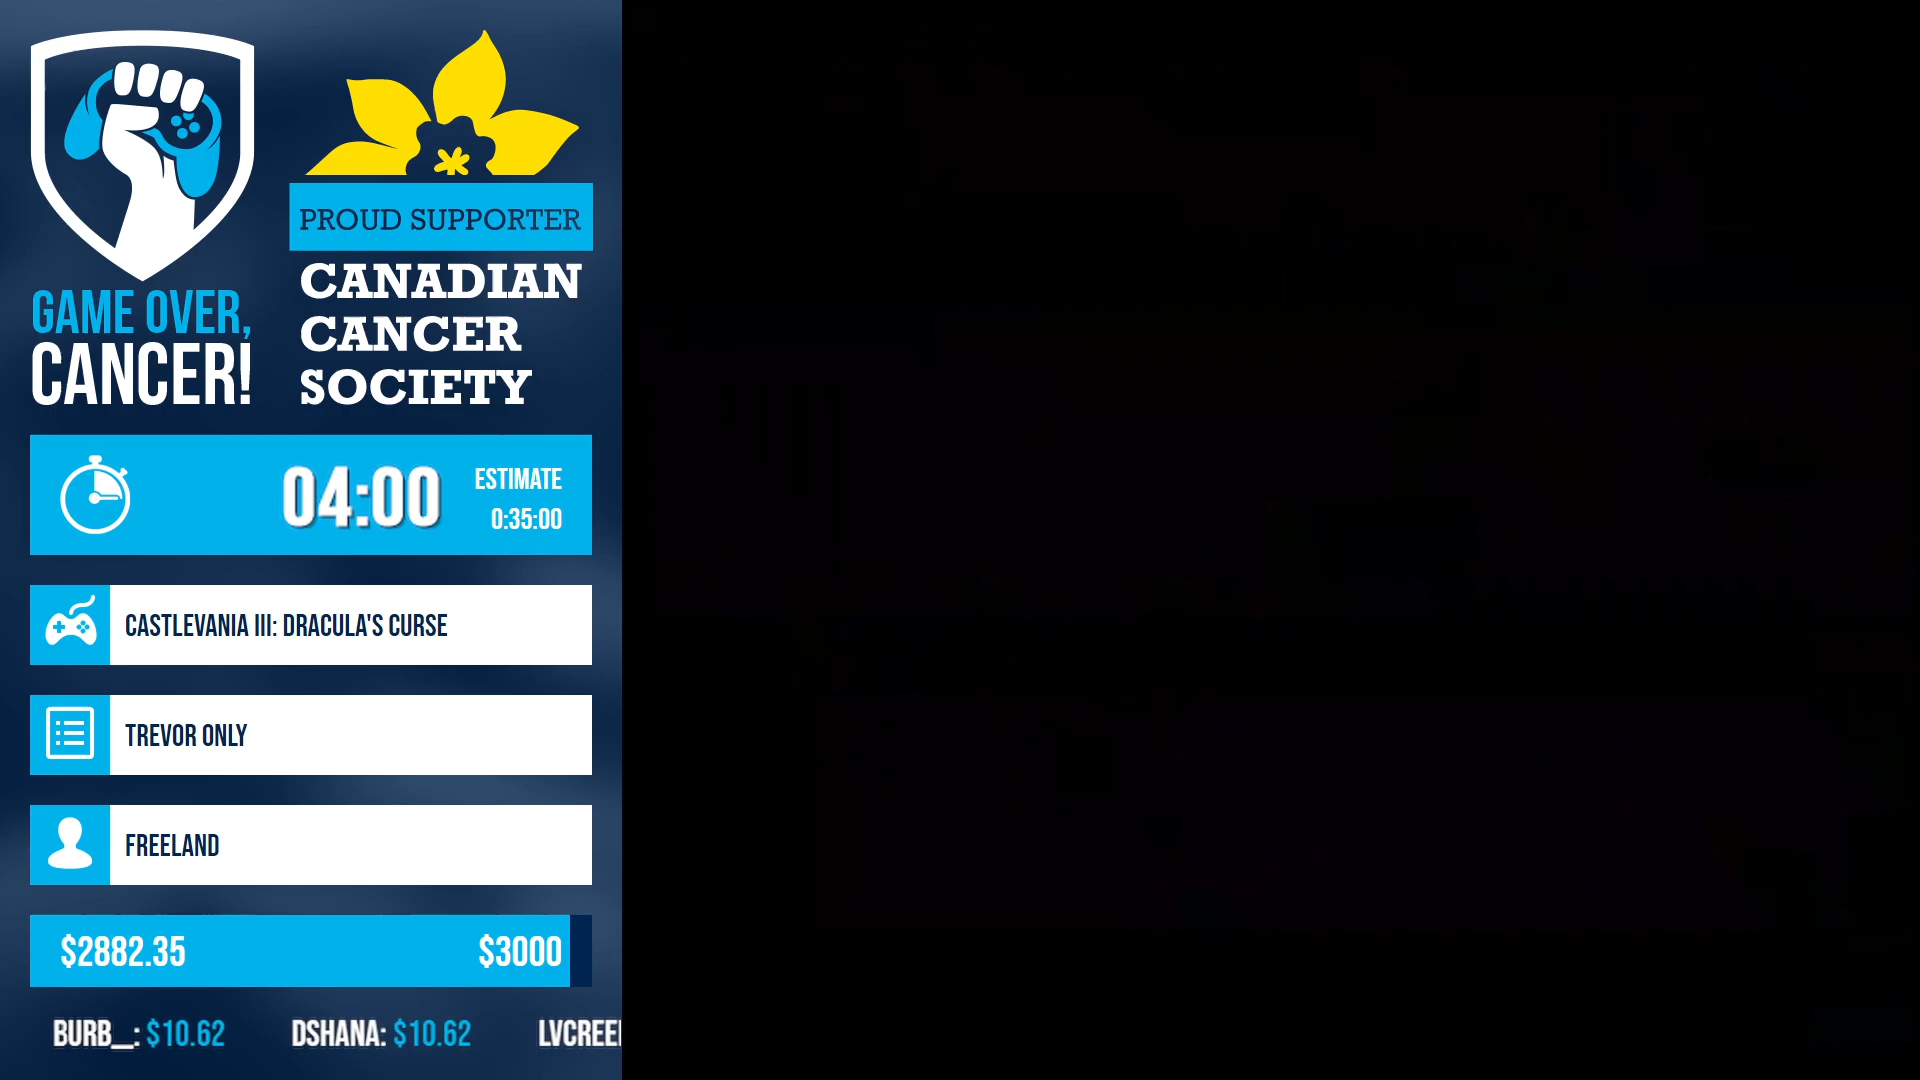 GAME OVER,
CANCER!
PROUD SUPPORTER
CANADIAN
CANCER
SOCIETY
04:00
ESTIMATE
0:35:00
CASTLEVANIA III: DRACULA'S CURSE
TREVOR ONLY
FREELAND
$2882.35 $3000
BURB__: $10.62 DSHANA: $10.62